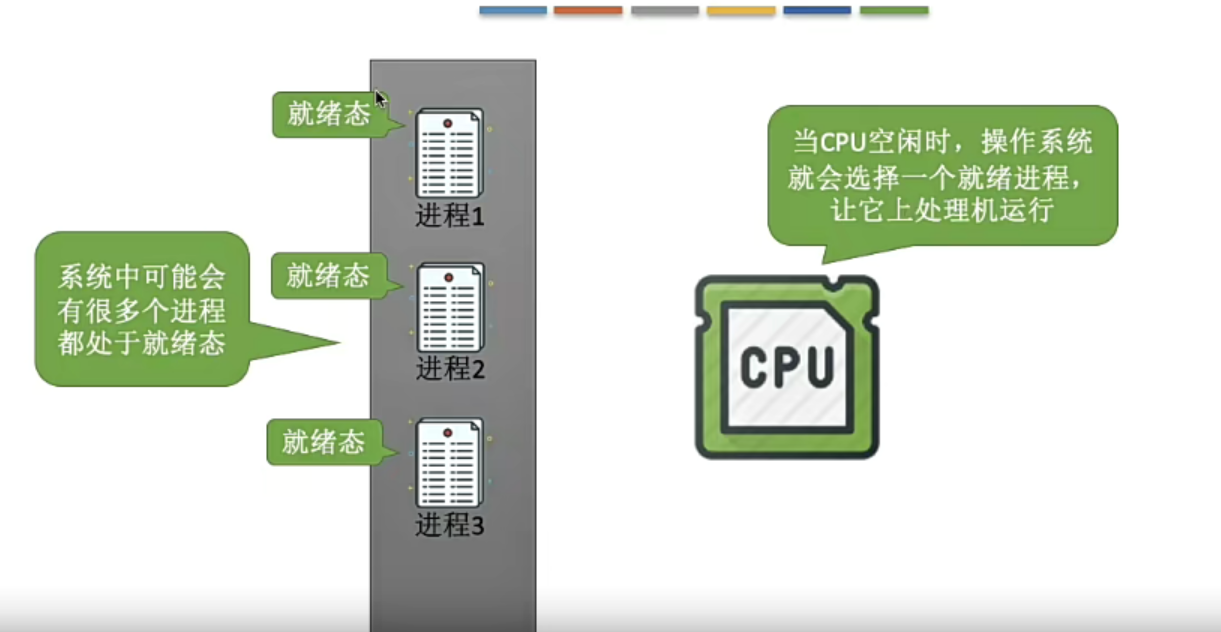 就绪态
进程1
系统中可能会
有很多个进程
都处于就绪态
就绪态
进程2
就绪态
进程3
当CPU空闲时，操作系统
就会选择一个就绪进程，
让它上处理机运行
CPU